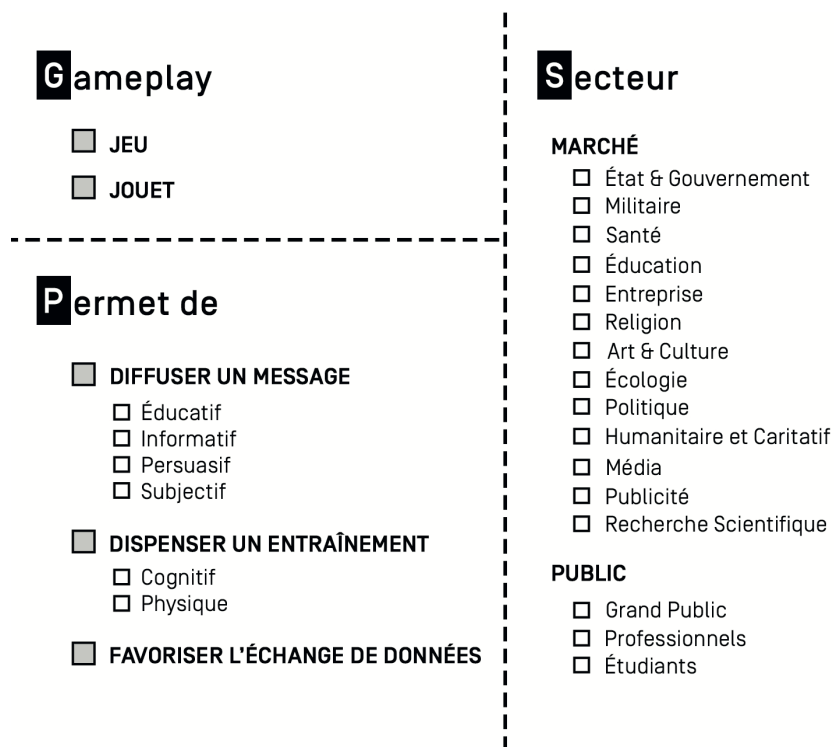 Gameplay
JEU
JOUET
Permet de
DIFFUSER UN MESSAGE
Éducatif
Informatif
Persuasif
Subjectif
DISPENSER UN ENTRAÎNEMENT
Cognitif
Physique
FAVORISER L'ÉCHANGE DE DONNÉES
Secteur
MARCHÉ
État & Gouvernement
Militaire
Santé
Éducation
Entreprise
Religion
Art & Culture
Écologie
Politique
Humanitaire et Caritatif
Média
Publicité
Recherche Scientifique
PUBLIC
Grand Public
Professionnels
Étudiants